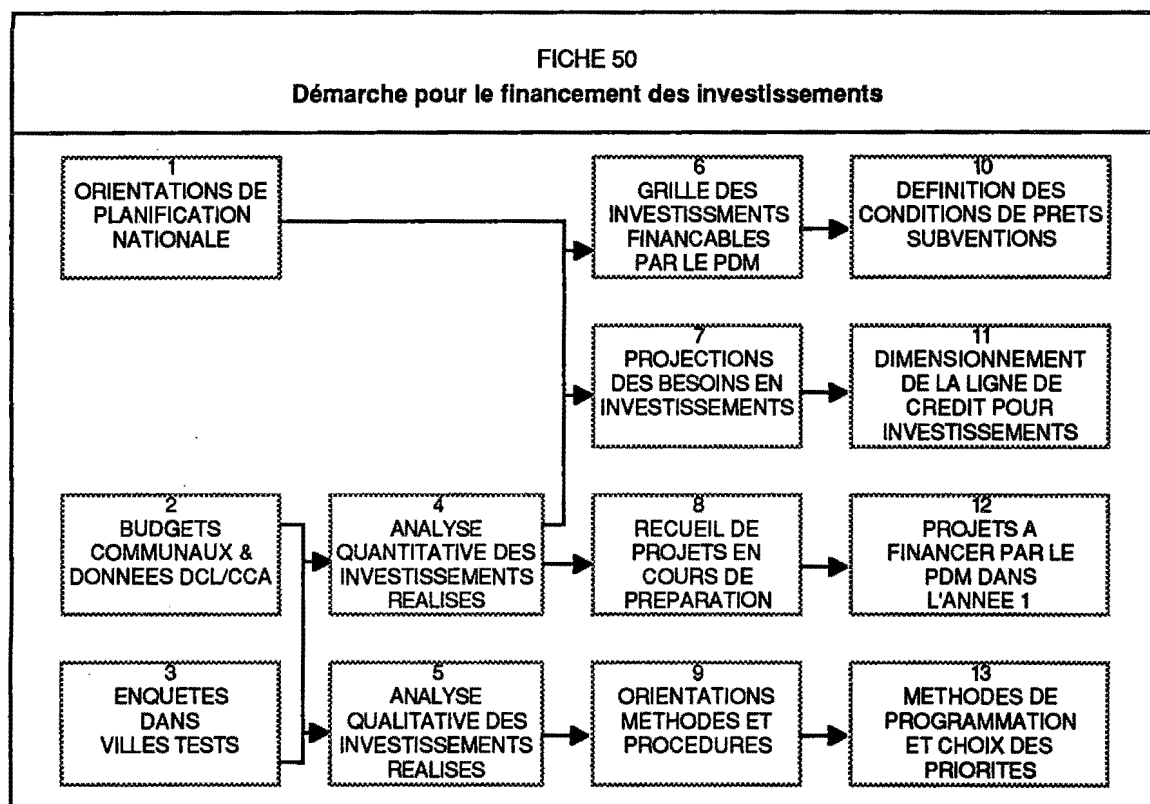 FICHE 50
Démarche pour le financement des investissements
1
ORIENTATIONS DE
PLANIFICATION
NATIONALE
6
GRILLE DES
INVESTISSMENTS
FINANCABLES
PAR LE PDM
10
DEFINITION DES
CONDITIONS DE PRETS
SUBVENTIONS
7
PROJECTIONS
DES BESOINS EN
INVESTISSEMENTS
11
DIMENSIONNEMENT
DE LA LIGNE DE
CREDIT POUR
INVESTISSEMENTS
2
BUDGETS
COMMUNAUX &
DONNEES DCL/CCA
4
ANALYSE
QUANTITATIVE DES
INVESTISSEMENTS
REALISES
8
RECUEIL DE
PROJETS EN
COURS DE
PREPARATION
12
PROJETS A
FINANCER PAR LE
PDM DANS
L'ANNEE 1
3
ENQUETES
DANS
VILLES TESTS
5
ANALYSE
QUALITATIVE DES
INVESTISSEMENTS
REALISES
9
ORIENTATIONS
METHODES ET
PROCEDURES
13
METHODES DE
PROGRAMMATION
ET CHOIX DES
PRIORITES